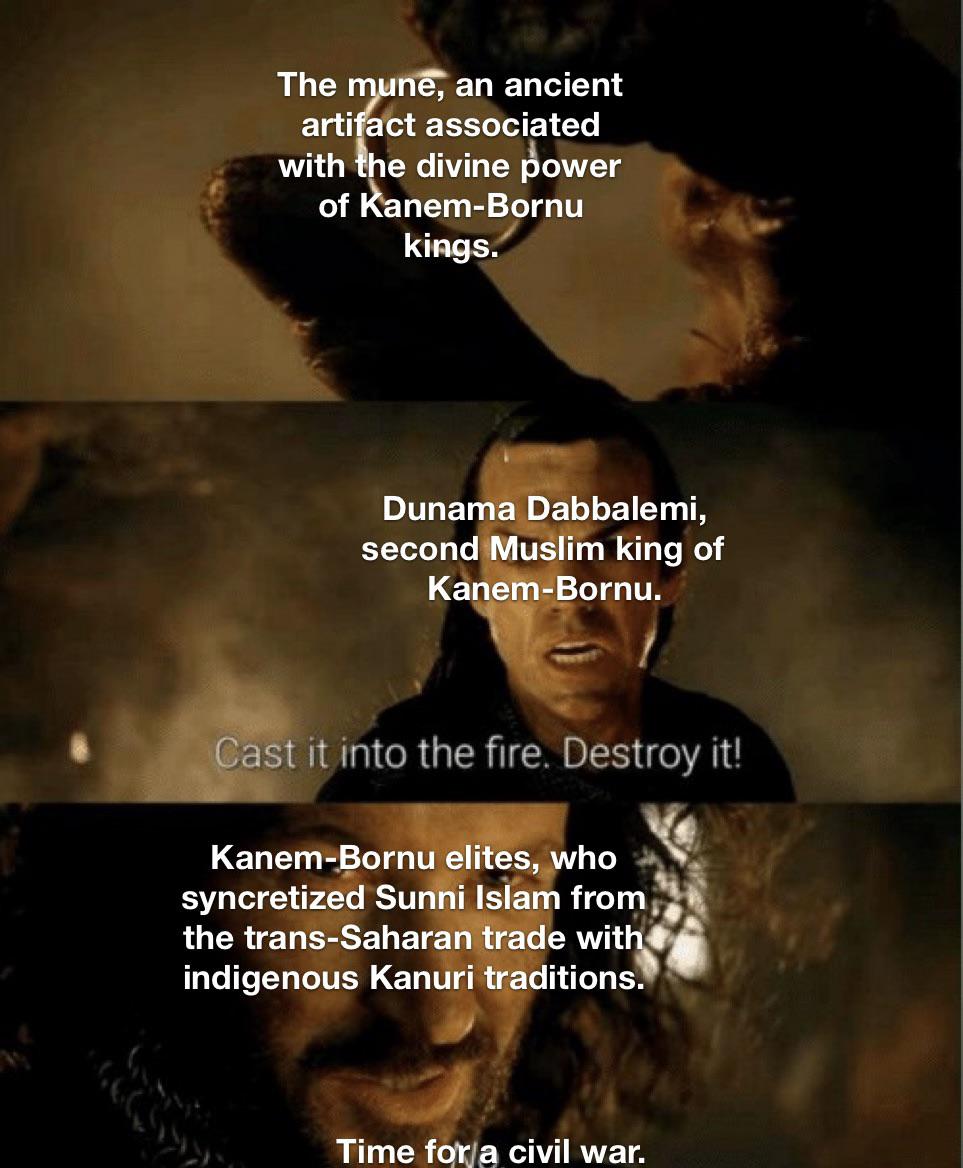 The mune, an ancient
artifact associated
with the divine power
of Kanem-Bornu
kings.
Dunama Dabbalemi,
second Muslim king of
Kanem-Bornu.
Cast it into the fire. Destroy it!
Kanem-Bornu elites, who
syncretized Sunni Islam from
the trans-Saharan trade with
indigenous Kanuri traditions.
Time for a civil war.